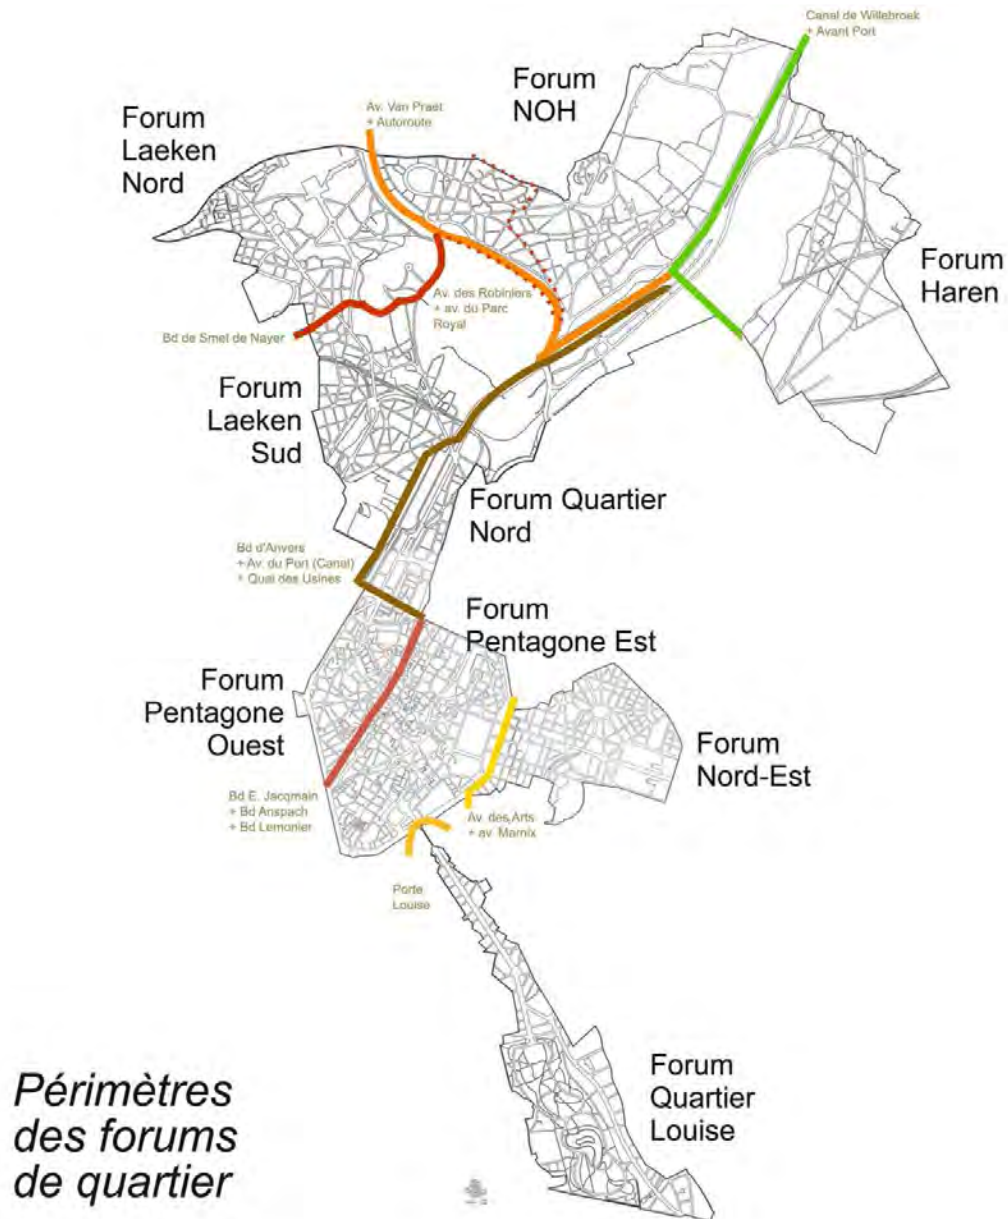 Canal de Willebroek
+ Avant Port
Forum
NOH
Av. Van Praet
+ Autoroute
Forum
Laeken
Nord
Forum
Haren
Av. des Robiniers
+ av. du Parc
Royal
Bd de Smet de Nayer
Forum
Laeken
Sud
Forum Quartier
Nord
Bd d'Anvers
+ Av. du Port (Canal)
+ Quai des Usines
Forum
Pentagone Est
Forum
Pentagone
Ouest
Forum
Nord-Est
Bd E. Jacqmain
+ Bd Anspach
+ Bd Lemonier
Av. des Arts
+ av. Marnix
Porte
Louise
Forum
Quartier
Louise
Périmètres
des forums
de quartier